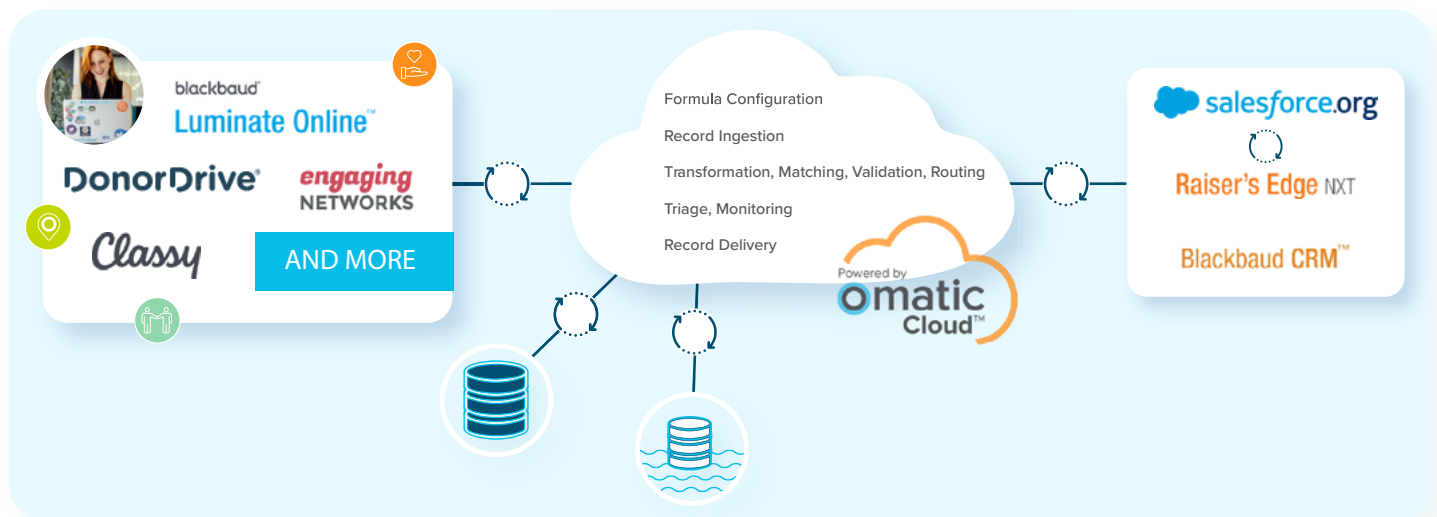 blackbaud
Luminate Online™
DonorDrive®
engaging
NETWORKS
Classy
AND MORE
Formula Configuration
Record Ingestion
Transformation, Matching, Validation, Routing
Triage, Monitoring
Record Delivery
Powered by
omatic
Cloud™
salesforce.org
Raiser's Edge NXT
Blackbaud CRM™